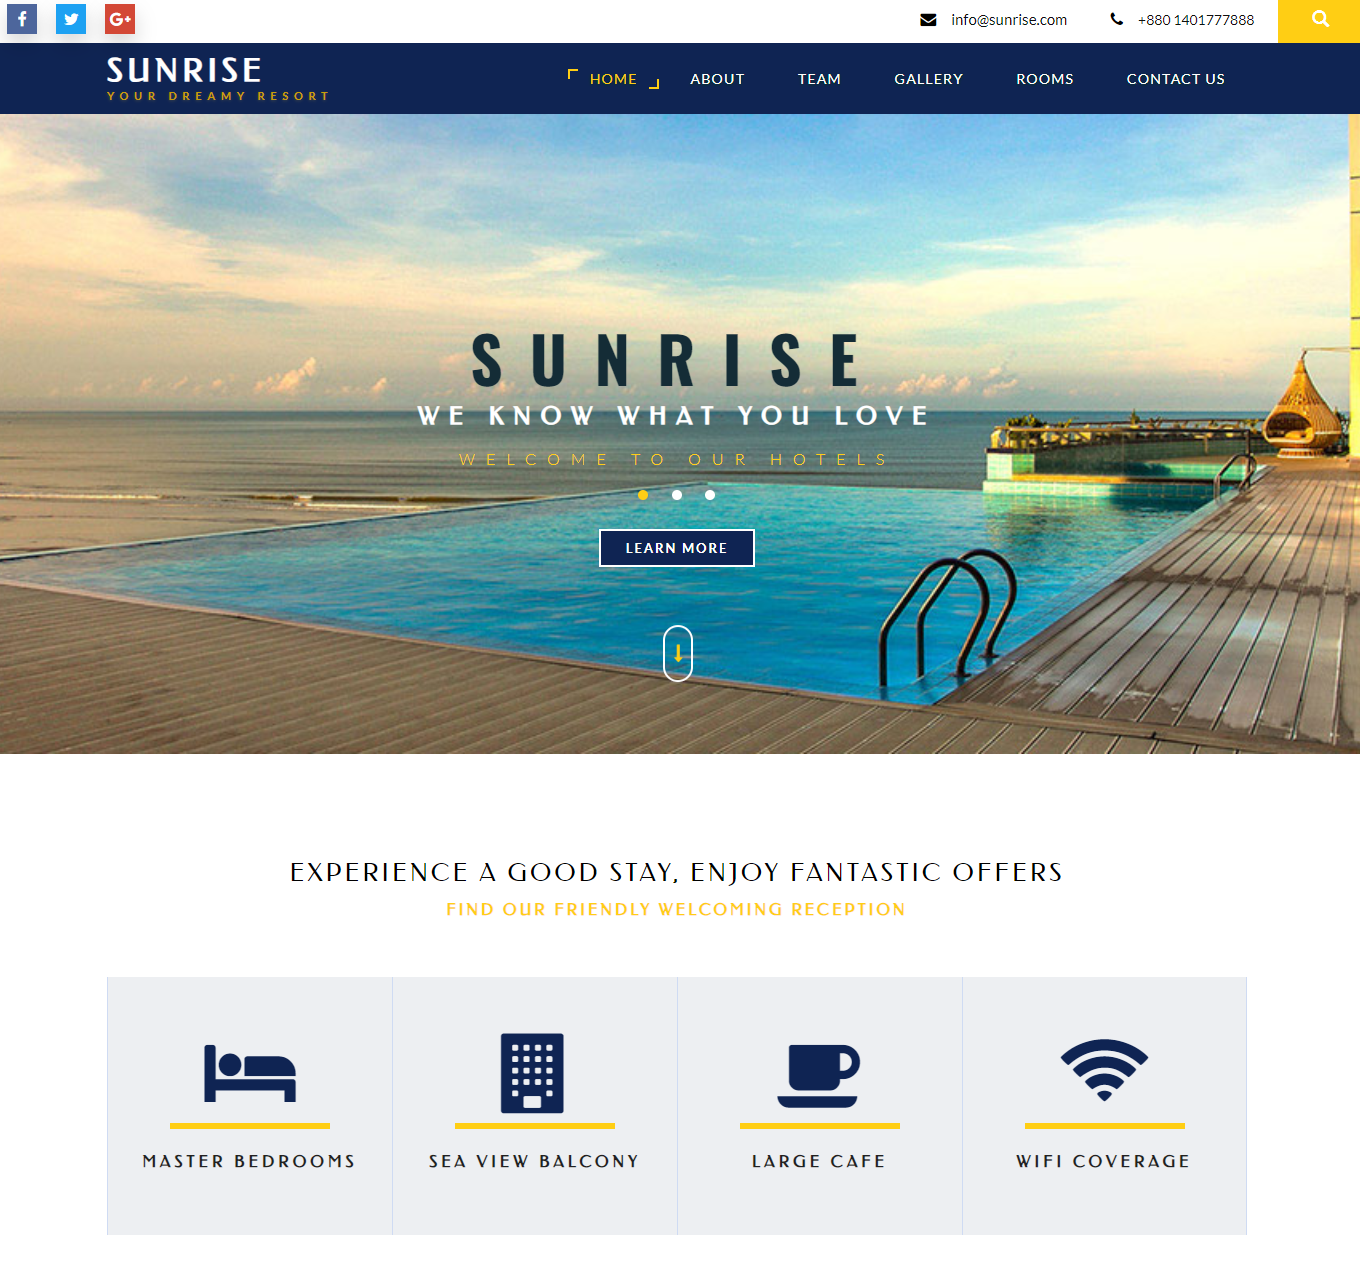 info@sunrise.com
+880 1401777888
SUNRISE
YOUR DREAMY RESORT
HOME
ABOUT
TEAM
GALLERY
ROOMS
CONTACT US
SUNRISE
WE KNOW WHAT YOU LOVE
WELCOME TO OUR HOTELS
LEARN MORE
EXPERIENCE A GOOD STAY, ENJOY FANTASTIC OFFERS
FIND OUR FRIENDLY WELCOMING RECEPTION
MASTER BEDROOMS
SEA VIEW BALCONY
LARGE CAFE
WIFI COVERAGE